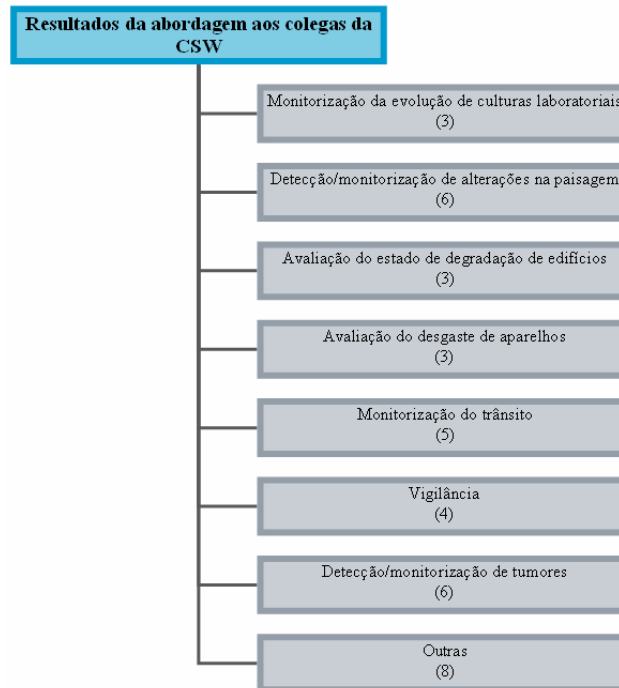 Resultados da abordagem aos colegas da
CSW
Monitorização da evolução de culturas laboratoriais
(3)
Detecção/monitorização de alterações na paisagem
(6)
Avaliação do estado de degradação de edifícios
(3)
Avaliação do desgaste de aparelhos
(3)
Monitorização do trânsito
(5)
Vigilância
(4)
Detecção/monitorização de tumores
(6)
Outras
(8)